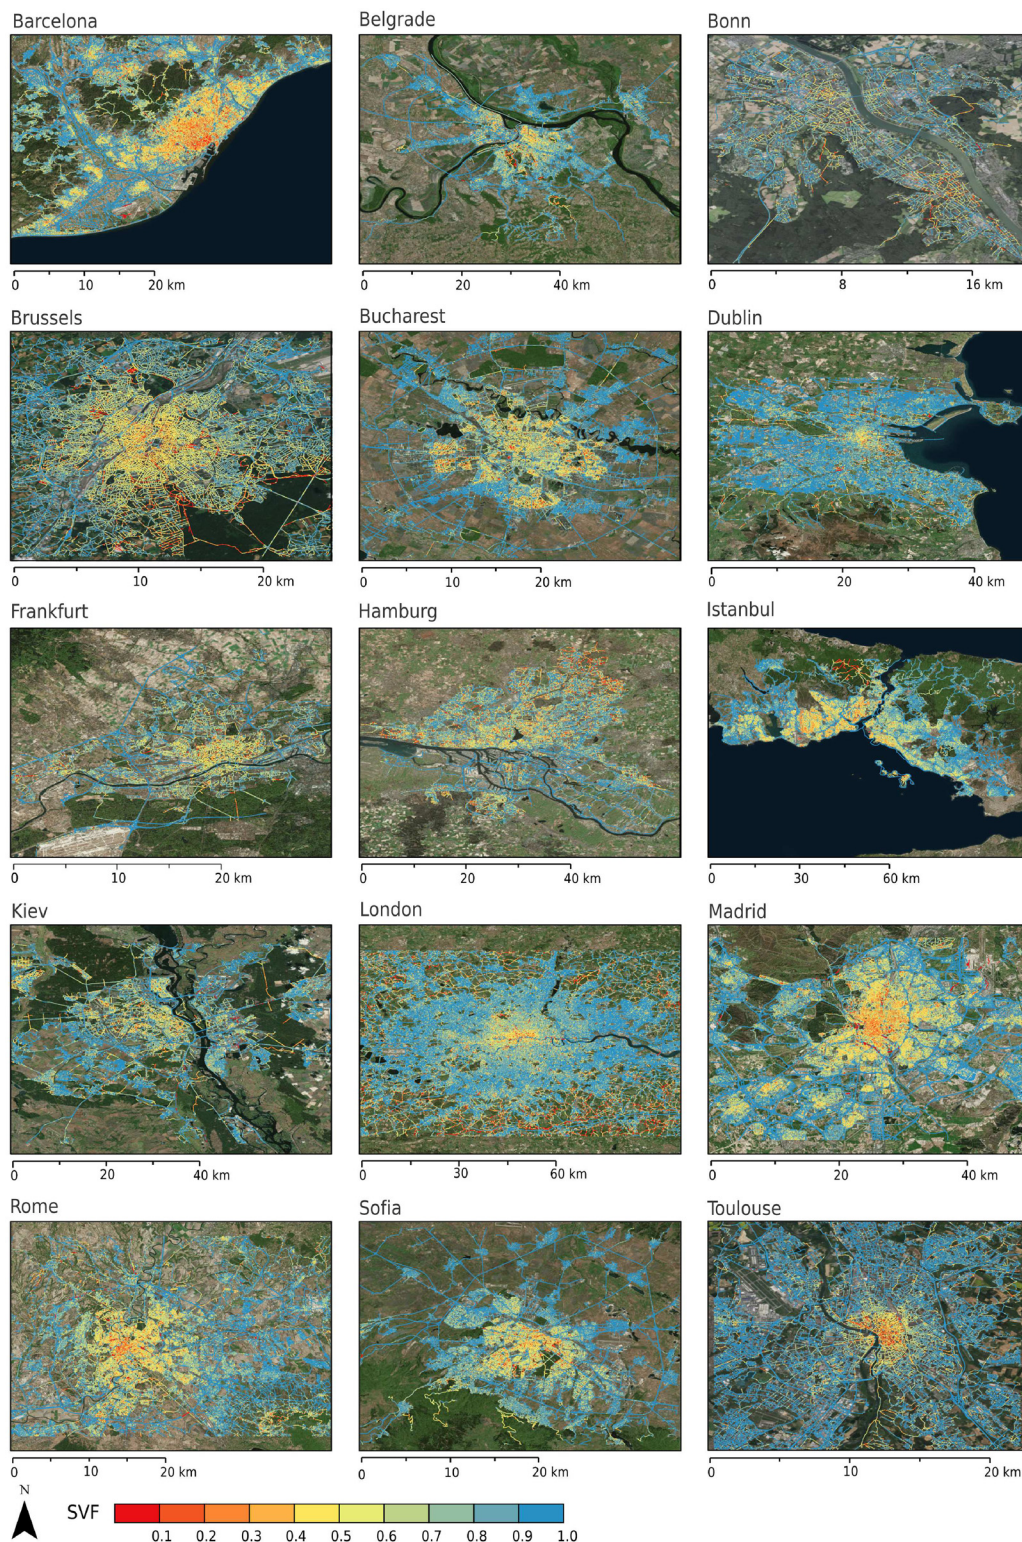 Barcelona Belgrade Bonn
0 10 20 km 0 20 40 km 0 4 8 16 km
Brussels Bucharest Dublin
0 10 20 km 0 10 20 km 0 20 40 km
Frankfurt Hamburg Istanbul
0 10 20 km 0 20 40 km 0 30 60 km
Kiev London Madrid
0 20 40 km 0 30 60 km 0 20 40 km
Rome Sofia Toulouse
0 10 20 km 0 10 20 km 0 10 20 km
N
SVF
0.1 0.2 0.3 0.4 0.5 0.6 0.7 0.8 0.9 1.0